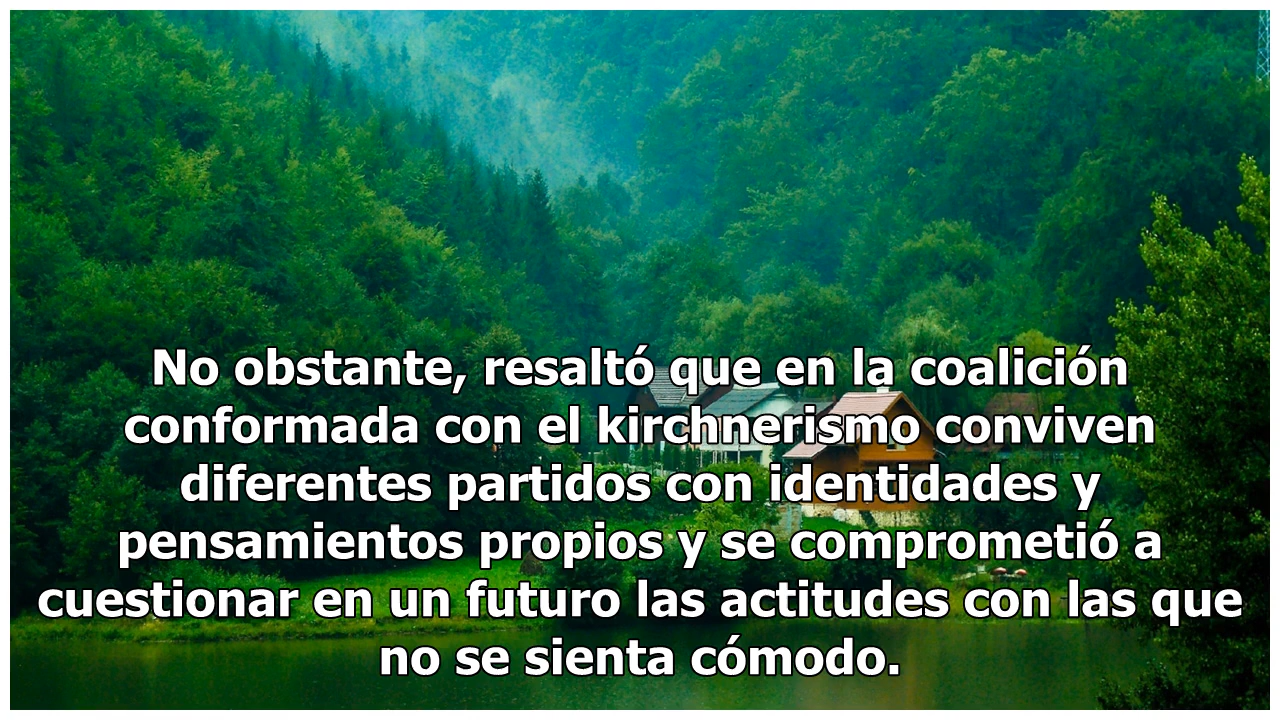 No obstante, resaltó que en la coalición
conformada con el kirchnerismo conviven
diferentes partidos con identidades y
pensamientos propios y se comprometió a
cuestionar en un futuro las actitudes con las que
no se sienta cómodo.